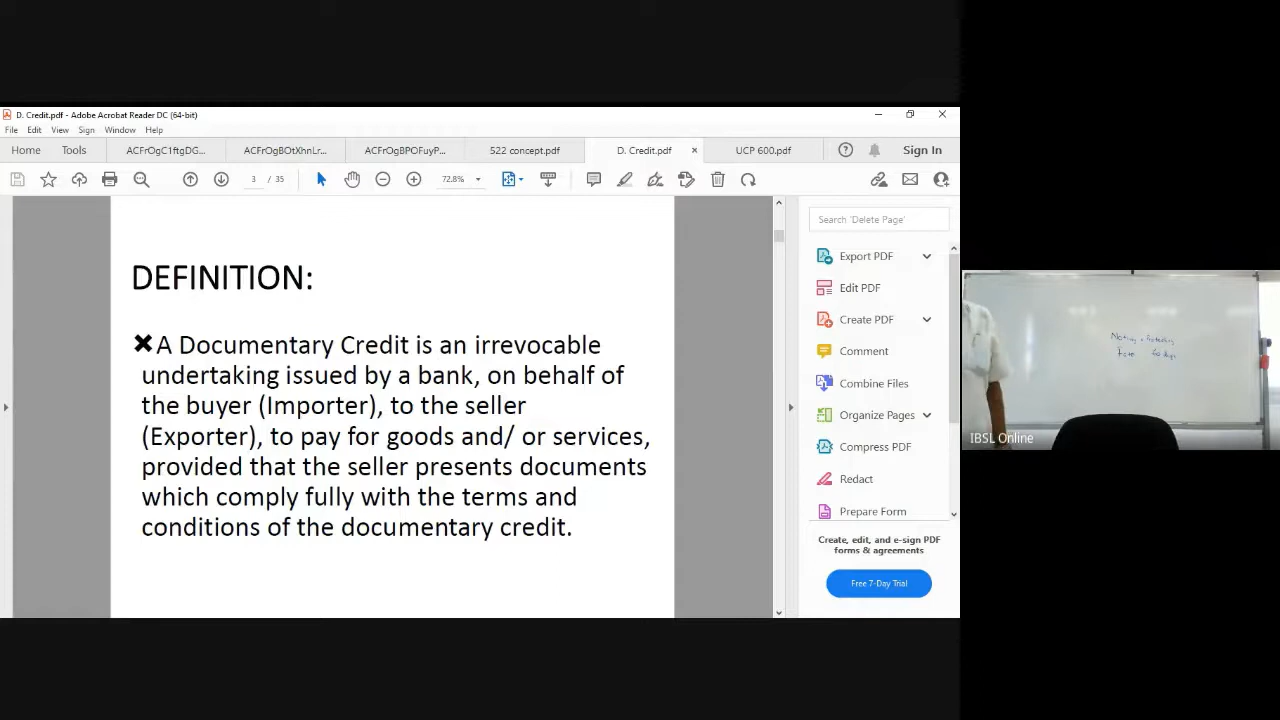 D. Credit.pdf - Adobe Acrobat Reader DC (64-bit)
File Edit View Sign Window Help
Home Tools ACFrOgC1ftgDG... ACFrOgBOtXhnLr... ACFrOgBPOFuyP... 522 concept.pdf D. Credit.pdf × UCP 600.pdf Sign In
3 / 35 72.8%
DEFINITION:
A Documentary Credit is an irrevocable
undertaking issued by a bank, on behalf of
the buyer (Importer), to the seller
(Exporter), to pay for goods and/ or services,
provided that the seller presents documents
which comply fully with the terms and
conditions of the documentary credit.
Search 'Delete Page'
Export PDF
Edit PDF
Create PDF
Comment
Combine Files
Organize Pages
Compress PDF
Redact
Prepare Form
Create, edit, and e-sign PDF
forms & agreements
Free 7-Day Trial
Noting
60 days
IBSL Online